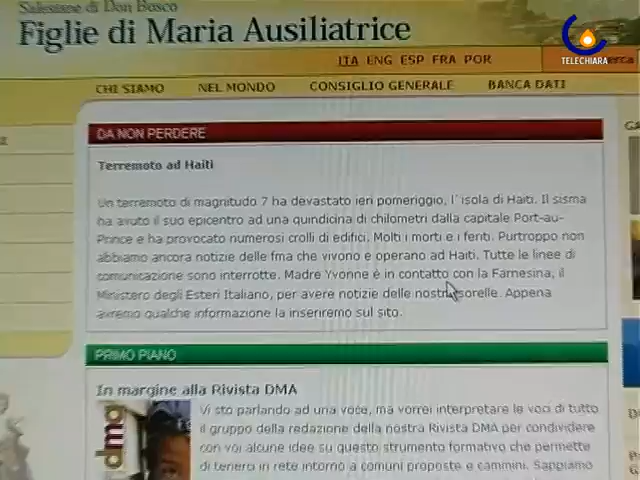 Salesiane di Don Bosco
Figlie di Maria Ausiliatrice
TELECHIARA
ITA ENG ESP FRA POR
CHI SIAMO NEL MONDO CONSIGLIO GENERALE BANCA DATI
DA NON PERDERE
Terremoto ad Haiti
Un terremoto di magnitudo 7 ha devastato ieri pomeriggio, l'isola di Haiti. Il sisma
ha avuto il suo epicentro ad una quindicina di chilometri dalla capitale Port-au-
Prince e ha provocato numerosi crolli di edifici. Molti i morti e i feriti. Purtroppo non
abbiamo ancora notizie delle fma che vivono e operano ad Haiti. Tutte le linee di
comunicazione sono interrotte. Madre Yvonne è in contatto con la Farnesina, il
Ministero degli Esteri Italiano, per avere notizie delle nostre sorelle. Appena
avremo qualche informazione la inseriremo sul sito.
PRIMO PIANO
In margine alla Rivista DMA
dma
Vi sto parlando ad una voce, ma vorrei interpretare le voci di tutto
il gruppo della redazione della nostra Rivista DMA per condividere
con voi alcune idee su questo strumento formativo che permette
di tenerci in rete intorno a comuni proposte e cammini. Sappiamo